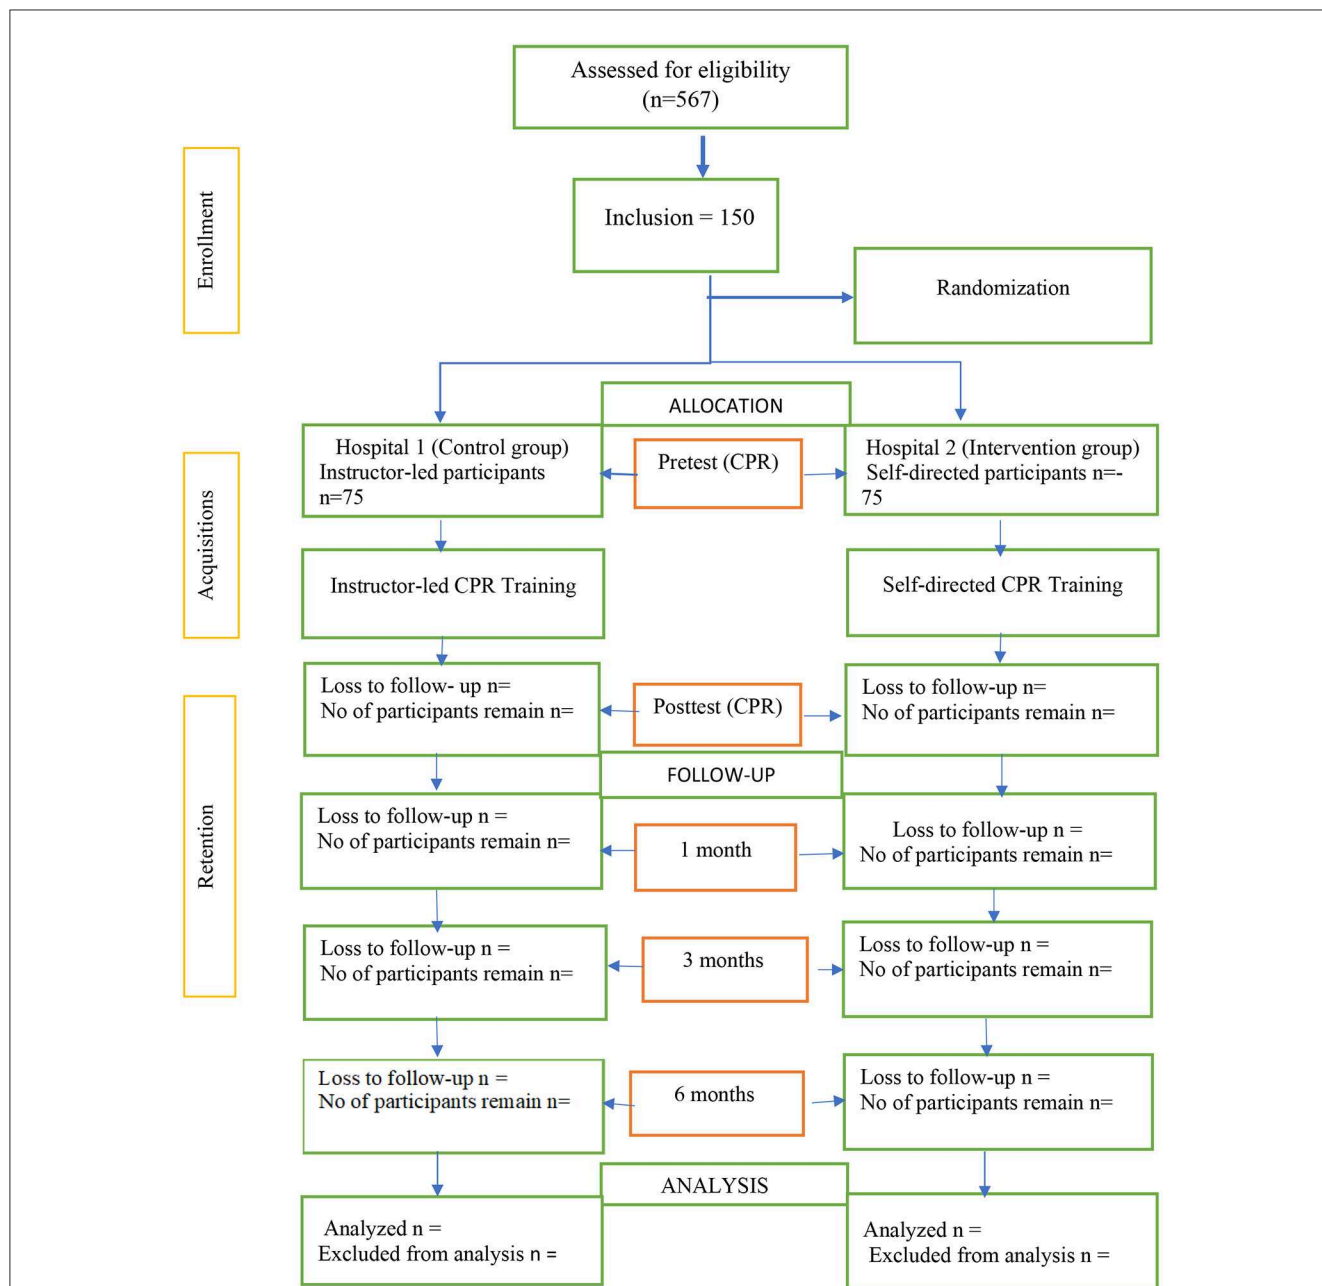 Assessed for eligibility
(n=567)
Enrollment
Inclusion = 150
Randomization
ALLOCATION
Acquisitions
Hospital 1 (Control group)
Instructor-led participants
n=75
Pretest (CPR)
Hospital 2 (Intervention group)
Self-directed participants n=-
75
Instructor-led CPR Training
Self-directed CPR Training
Retention
Loss to follow- up n=
No of participants remain n=
Posttest (CPR)
Loss to follow-up n=
No of participants remain n=
FOLLOW-UP
Loss to follow-up n =
No of participants remain n=
1 month
Loss to follow-up n =
No of participants remain n=
Loss to follow-up n =
No of participants remain n=
3 months
Loss to follow-up n =
No of participants remain n=
Loss to follow-up n =
No of participants remain n=
6 months
Loss to follow-up n =
No of participants remain n=
ANALYSIS
Analyzed n =
Excluded from analysis n =
Analyzed n =
Excluded from analysis n =